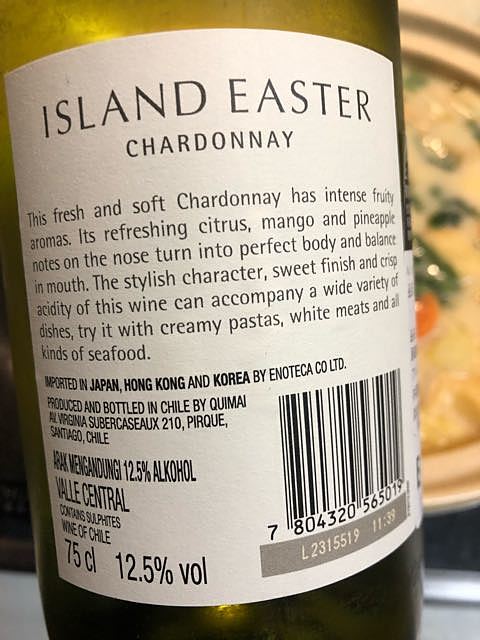 ISLAND EASTER
CHARDONNAY
This fresh and soft Chardonnay has intense fruity
aromas. Its refreshing citrus, mango and pineapple
notes on the nose turn into perfect body and balance
in mouth. The stylish character, sweet finish and crisp
acidity of this wine can accompany a wide variety of
dishes, try it with creamy pastas, white meats and all
kinds of seafood.
IMPORTED IN JAPAN, HONG KONG AND KOREA BY ENOTECA CO LTD.
PRODUCED AND BOTTLED IN CHILE BY QUIMAI
AV. VIRGINIA SUBERCASEAUX 210, PIRQUE,
SANTIAGO, CHILE
ARAK MENGANDUNGI 12.5% ALKOHOL
VALLE CENTRAL
CONTAINS SULPHITES
WINE OF CHILE
75 cl 12.5% vol
7 804320 565019
L2315519 11:39